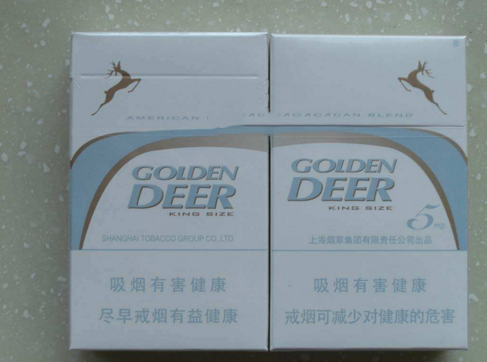 AMERICAN
BLEND
GOLDEN
DEER
KING SIZE
SHANGHAI TOBACCO GROUP CO., LTD
吸烟有害健康
尽早戒烟有益健康
GOLDEN
DEER
KING SIZE
5mg
上海烟草集团有限责任公司出品
吸烟有害健康
戒烟可减少对健康的危害